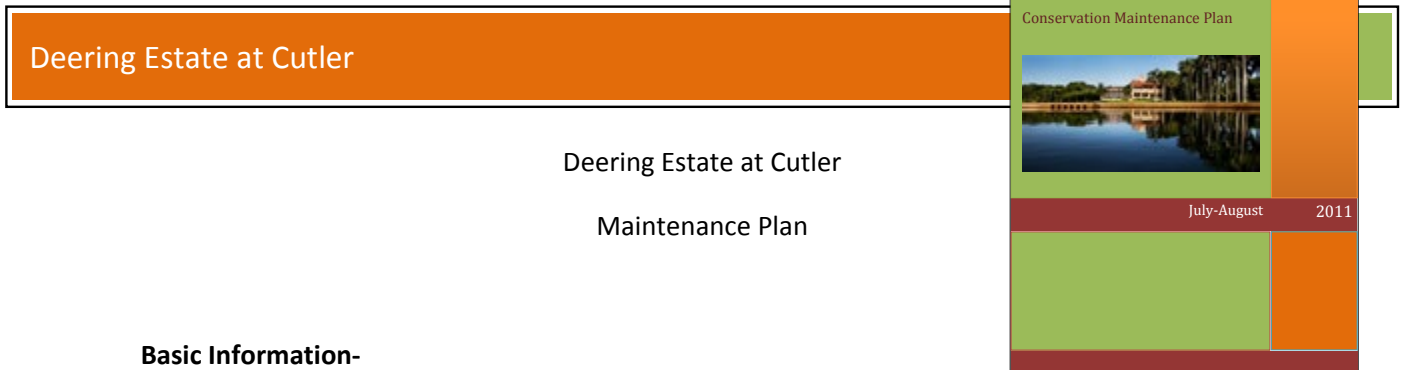 Deering Estate at Cutler
Conservation Maintenance Plan
July-August 2011
Deering Estate at Cutler
Maintenance Plan
Basic Information-